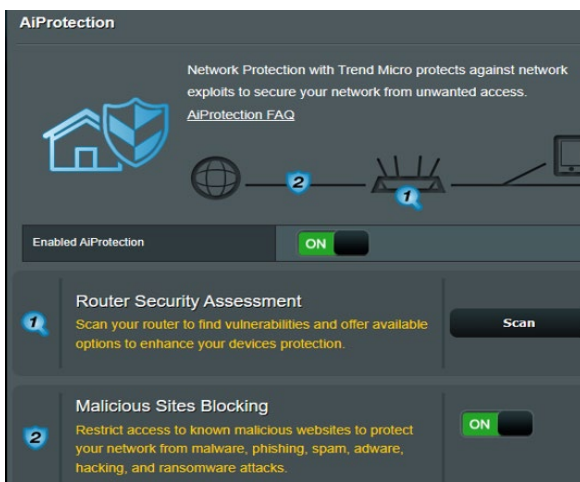 AiProtection
Network Protection with Trend Micro protects against network
exploits to secure your network from unwanted access.
AiProtection FAQ
2
1
Enabled AiProtection
ON
1
Router Security Assessment
Scan your router to find vulnerabilities and offer available
options to enhance your devices protection.
Scan
2
Malicious Sites Blocking
Restrict access to known malicious websites to protect
your network from malware, phishing, spam, adware,
hacking, and ransomware attacks.
ON